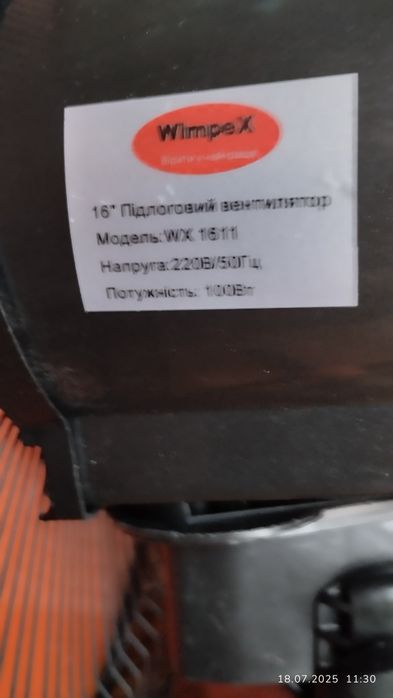 WimpeX
16" Підлоговий вентилятор
Модель:WX 1611
Напруга:220В/50Гц
Потужність: 100Вт
18.07.2025 11:30